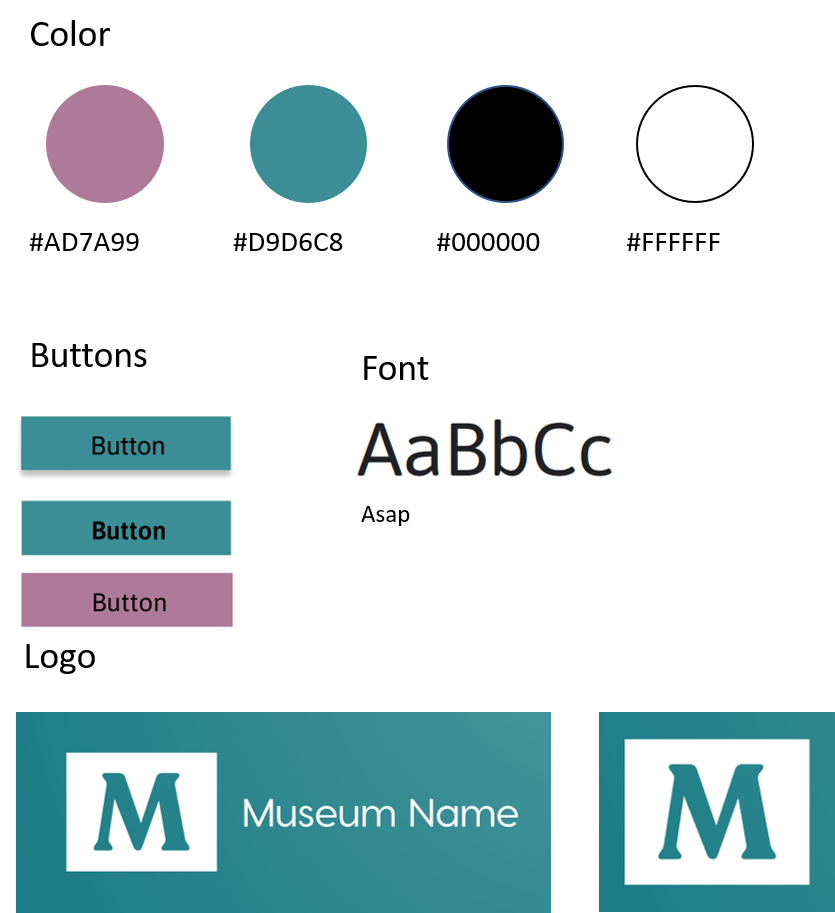 Color
#AD7A99
#D9D6C8
#000000
#FFFFFF
Buttons
Font
Button
AaBbCc
Asap
Button
Button
Logo
M
Museum Name
M